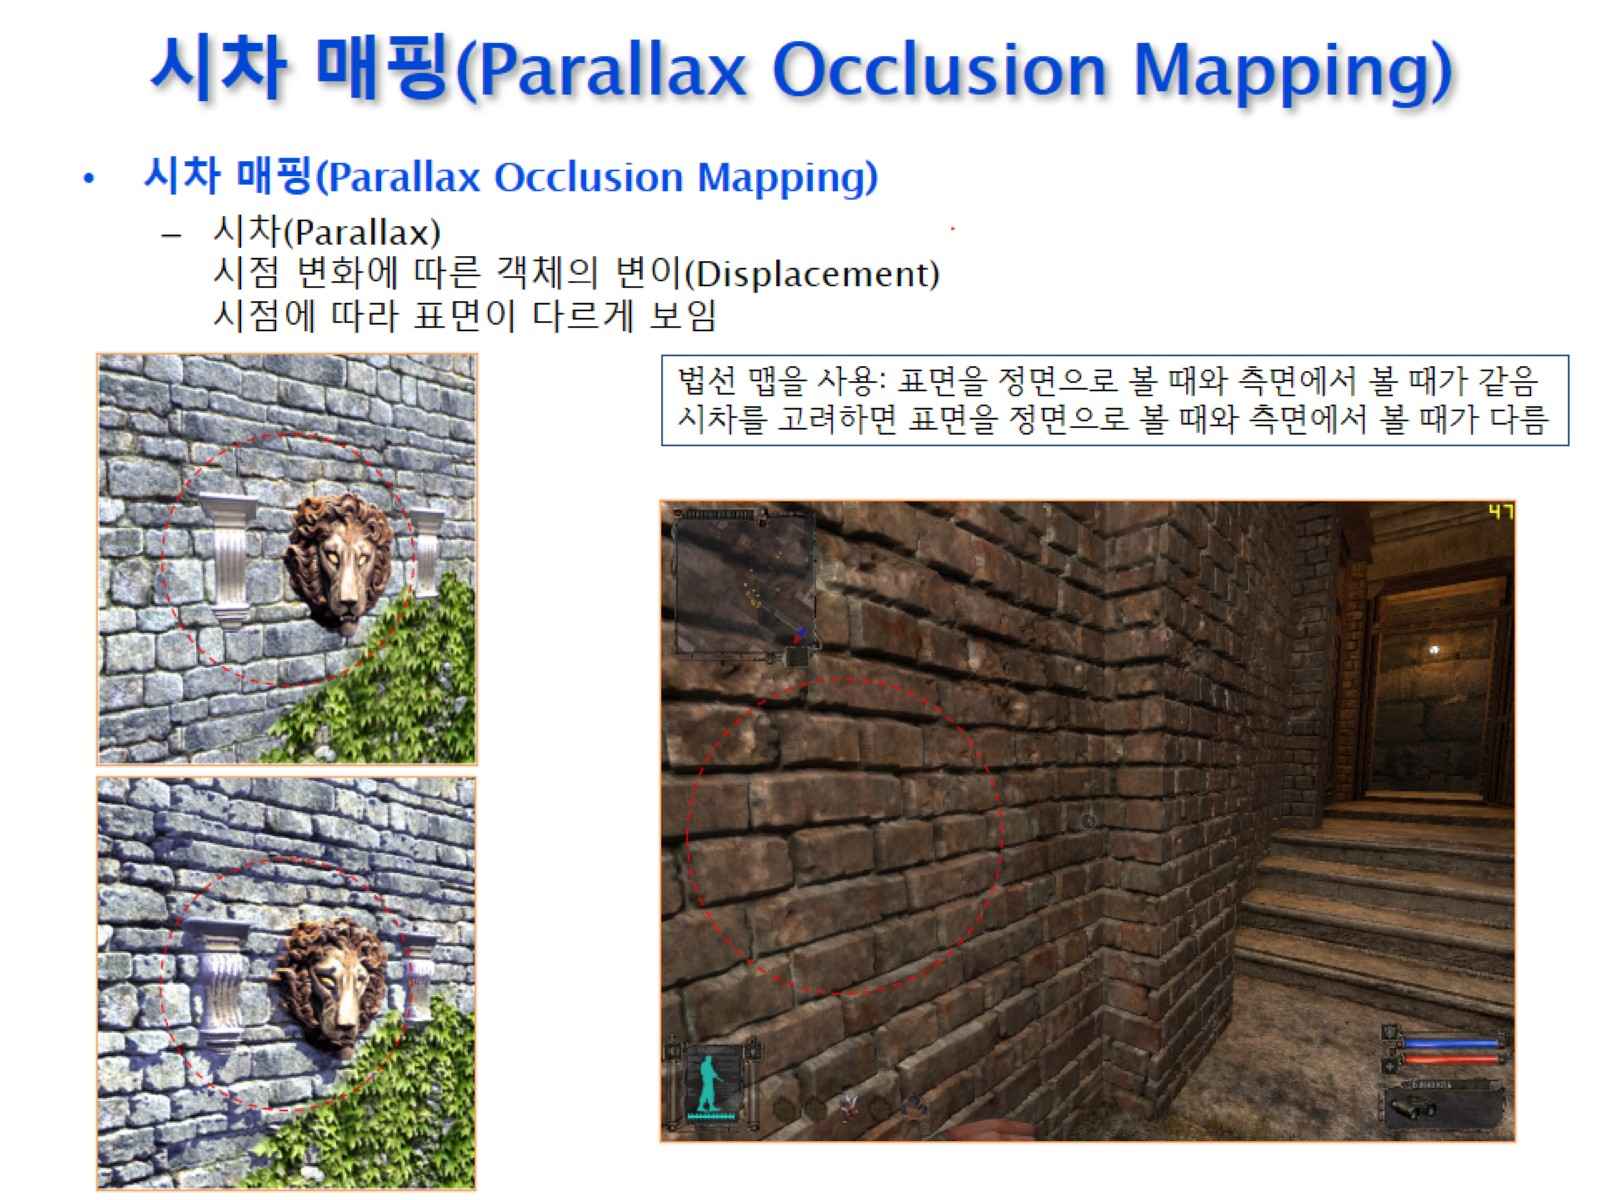 시차 매핑(Parallax Occlusion Mapping)
• 시차 매핑(Parallax Occlusion Mapping)
– 시차(Parallax)
시점 변화에 따른 객체의 변이(Displacement)
시점에 따라 표면이 다르게 보임
법선 맵을 사용: 표면을 정면으로 볼 때와 측면에서 볼 때가 같음
시차를 고려하면 표면을 정면으로 볼 때와 측면에서 볼 때가 다름
47